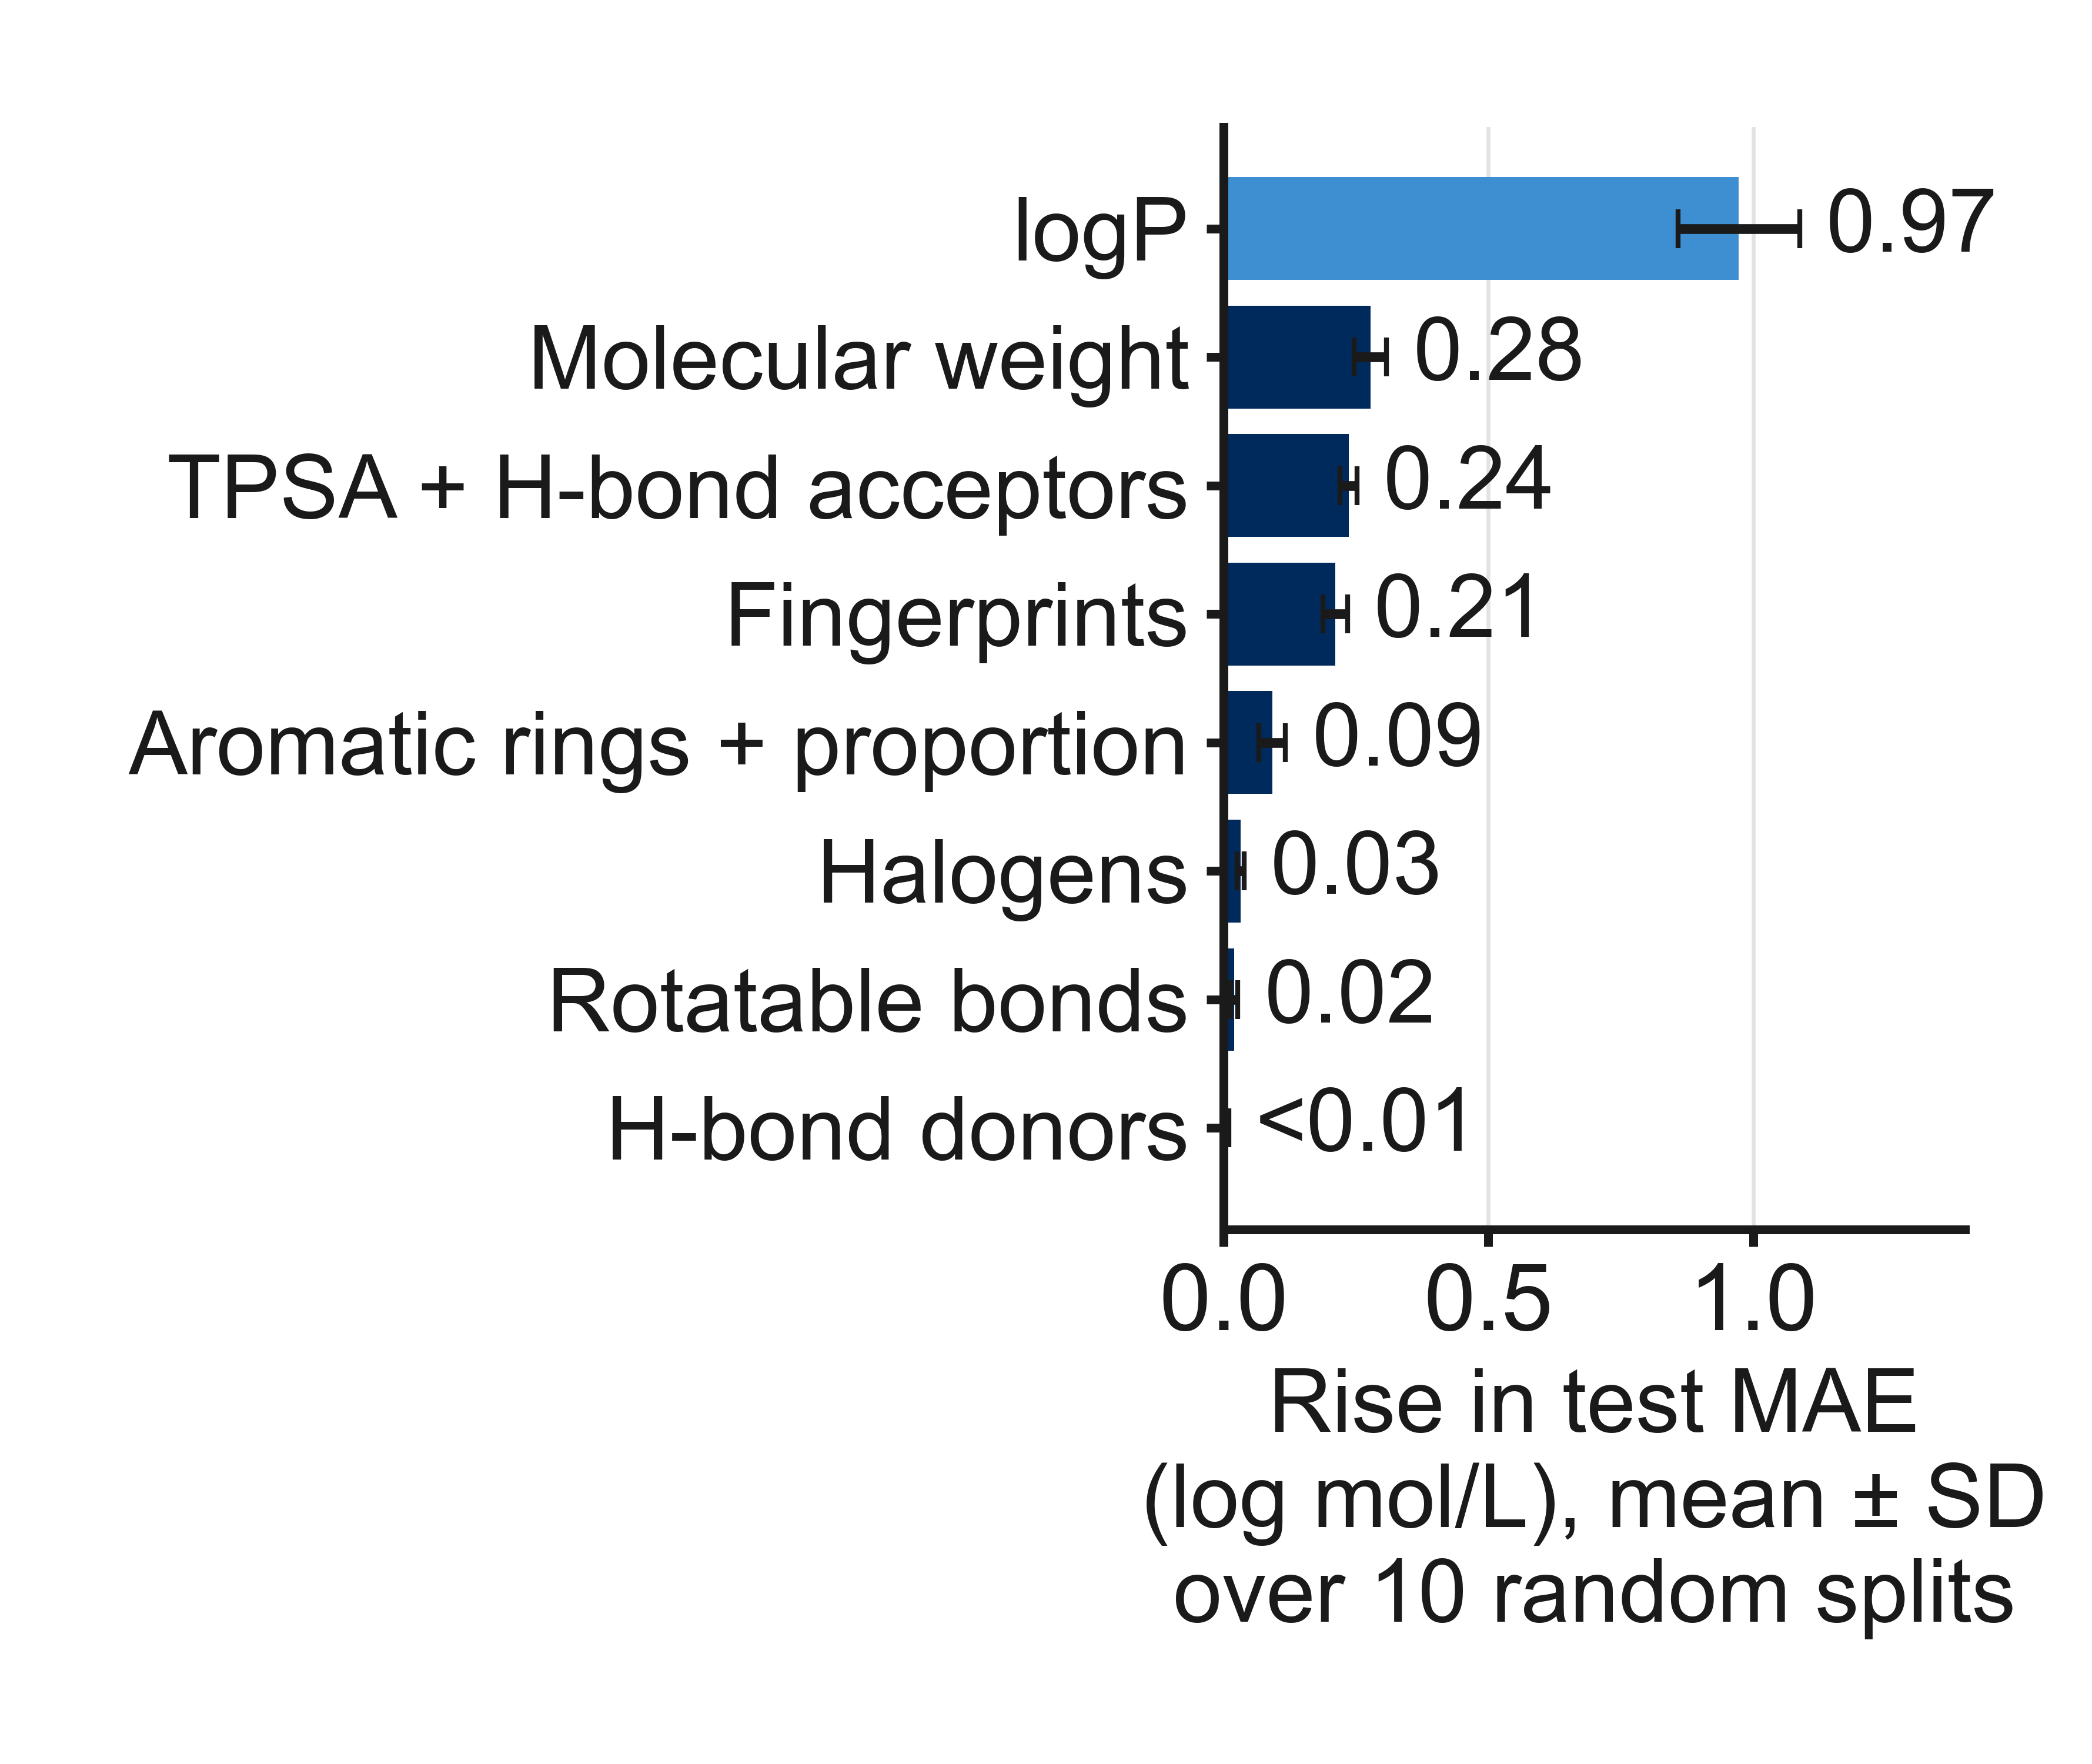 logP 0.97
Molecular weight 0.28
TPSA + H-bond acceptors 0.24
Fingerprints 0.21
Aromatic rings + proportion 0.09
Halogens 0.03
Rotatable bonds 0.02
H-bond donors <0.01
0.0 0.5 1.0
Rise in test MAE
(log mol/L), mean ± SD
over 10 random splits